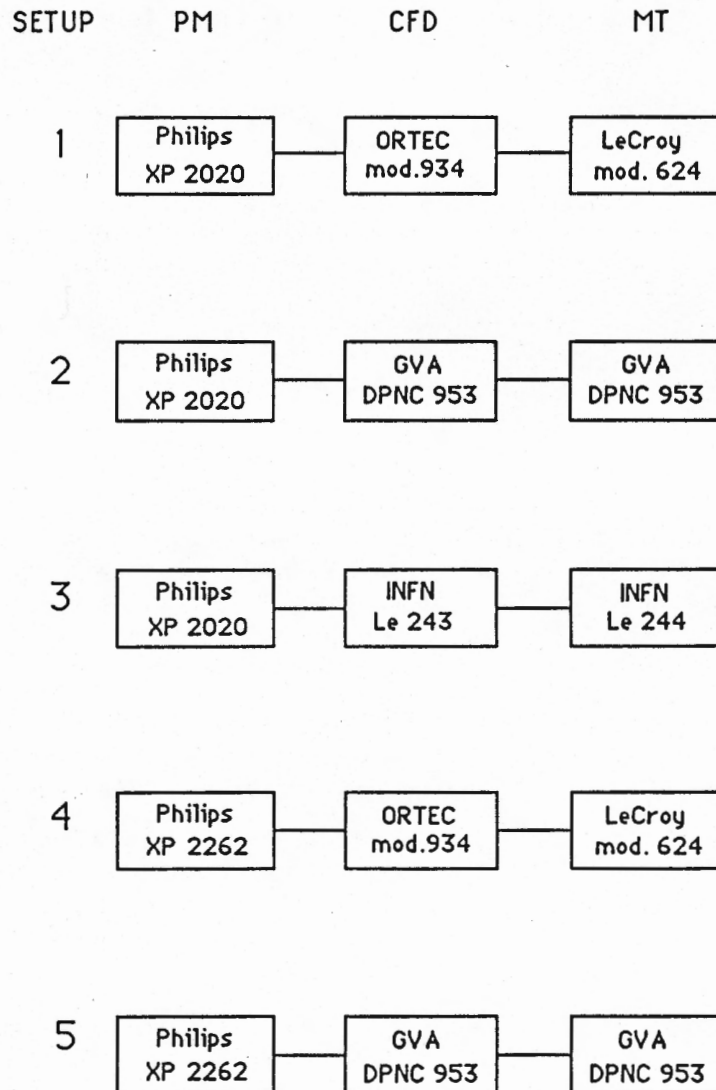 SETUP PM CFD MT
1 Philips XP 2020 ORTEC mod.934 LeCroy mod. 624
2 Philips XP 2020 GVA DPNC 953 GVA DPNC 953
3 Philips XP 2020 INFN Le 243 INFN Le 244
4 Philips XP 2262 ORTEC mod.934 LeCroy mod. 624
5 Philips XP 2262 GVA DPNC 953 GVA DPNC 953